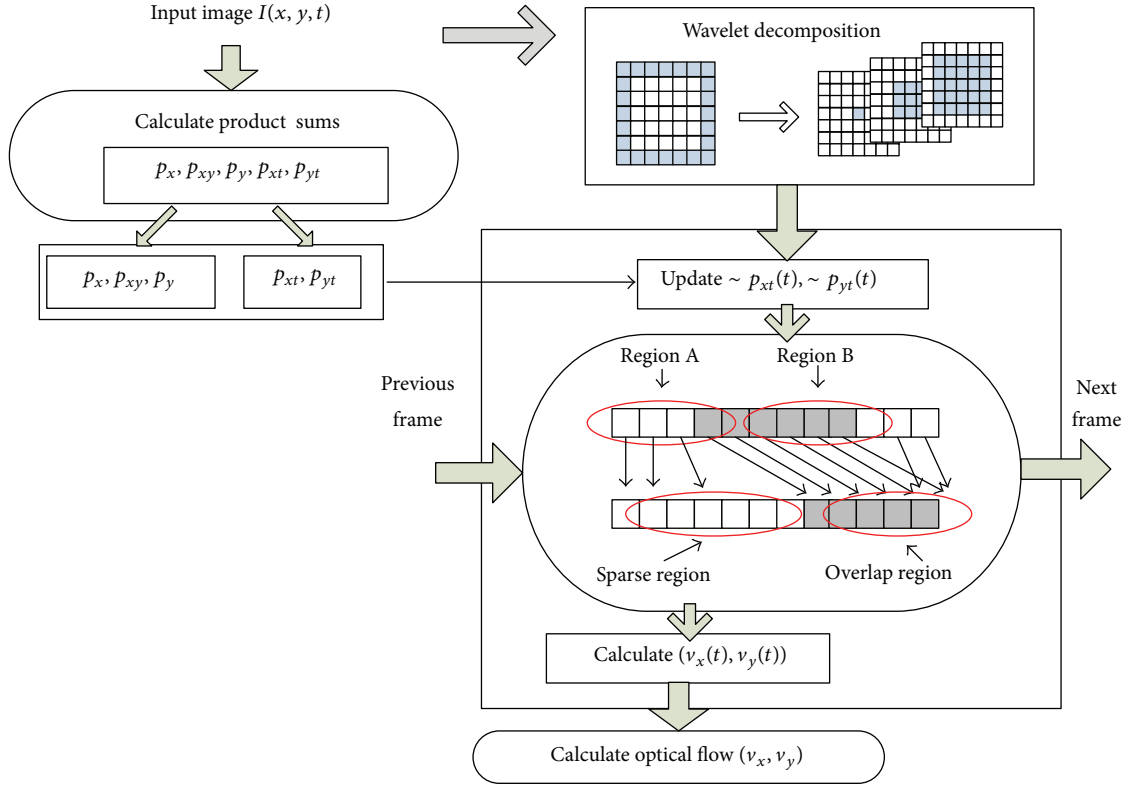 Input image I(x, y, t)
Wavelet decomposition
Calculate product sums
p_x, p_xy, p_y, p_xt, p_yt
p_x, p_xy, p_y
p_xt, p_yt
Update ~ p_xt(t), ~ p_yt(t)
Region A
Region B
Previous
frame
Next
frame
Sparse region
Overlap region
Calculate (v_x(t), v_y(t))
Calculate optical flow (v_x, v_y)